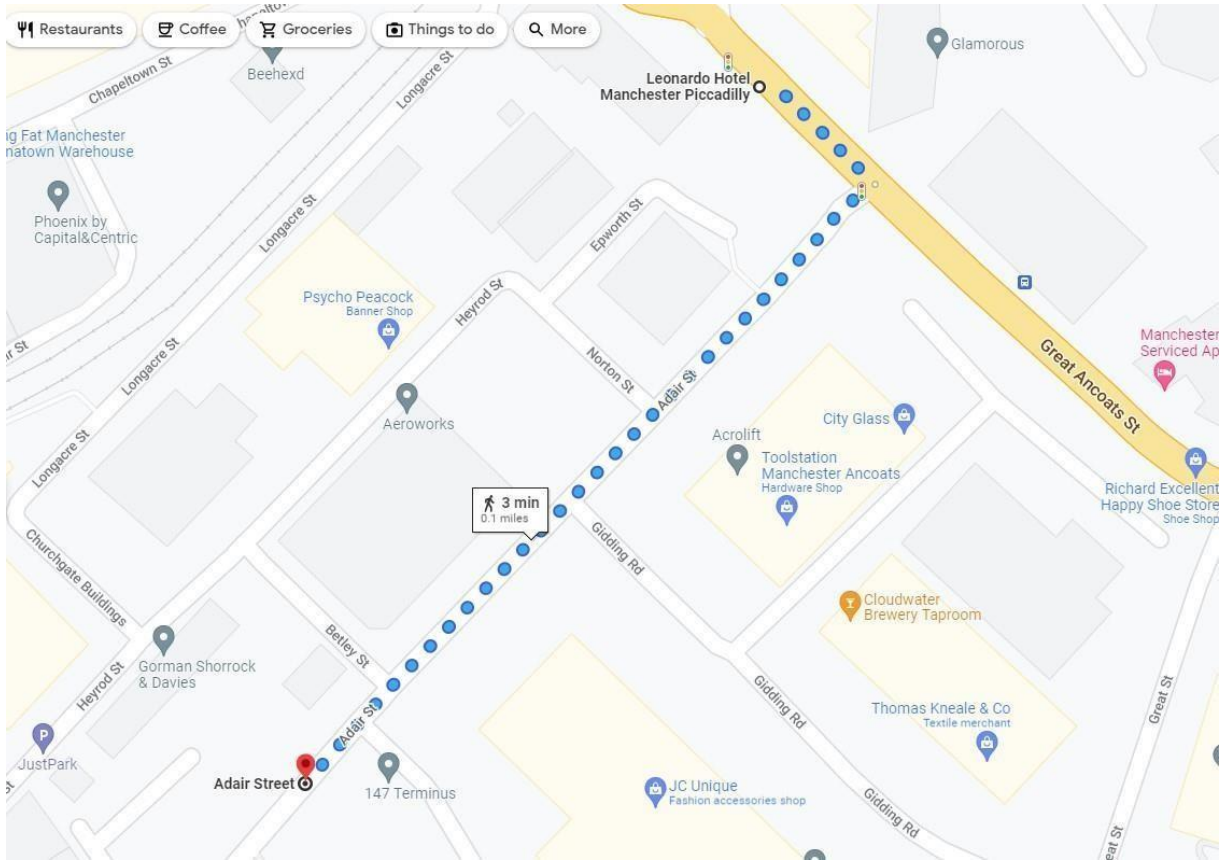 Restaurants
Coffee
Groceries
Things to do
More
Beehexd
Chapeltown St
Longacre St
Glamorous
Leonardo Hotel
Manchester Piccadilly
ng Fat Manchester
natown Warehouse
Phoenix by
Capital&Centric
Longacre St
Epworth St
Psycho Peacock
Banner Shop
Heyrod St
Manchester
Serviced Ap
Great Ancoats St
Longacre St
Norton St
Adair St
Aeroworks
City Glass
Acrolift
Toolstation
Manchester Ancoats
Hardware Shop
Longacre St
Richard Excellent
Happy Shoe Store
Shoe Shop
3 min
0.1 miles
Gidding Rd
Churchgate Buildings
Cloudwater
Brewery Taproom
Betley St
Gorman Shorrock
& Davies
Heyrod St
Gidding Rd
Great St
Thomas Kneale & Co
Textile merchant
Adair St
P
JustPark
Adair Street
147 Terminus
JC Unique
Fashion accessories shop
Gidding Rd
eat St